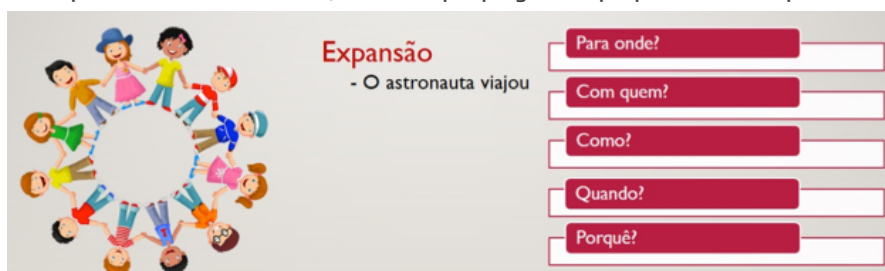 Expansão
- O astronauta viajou
Para onde?
Com quem?
Como?
Quando?
Porquê?